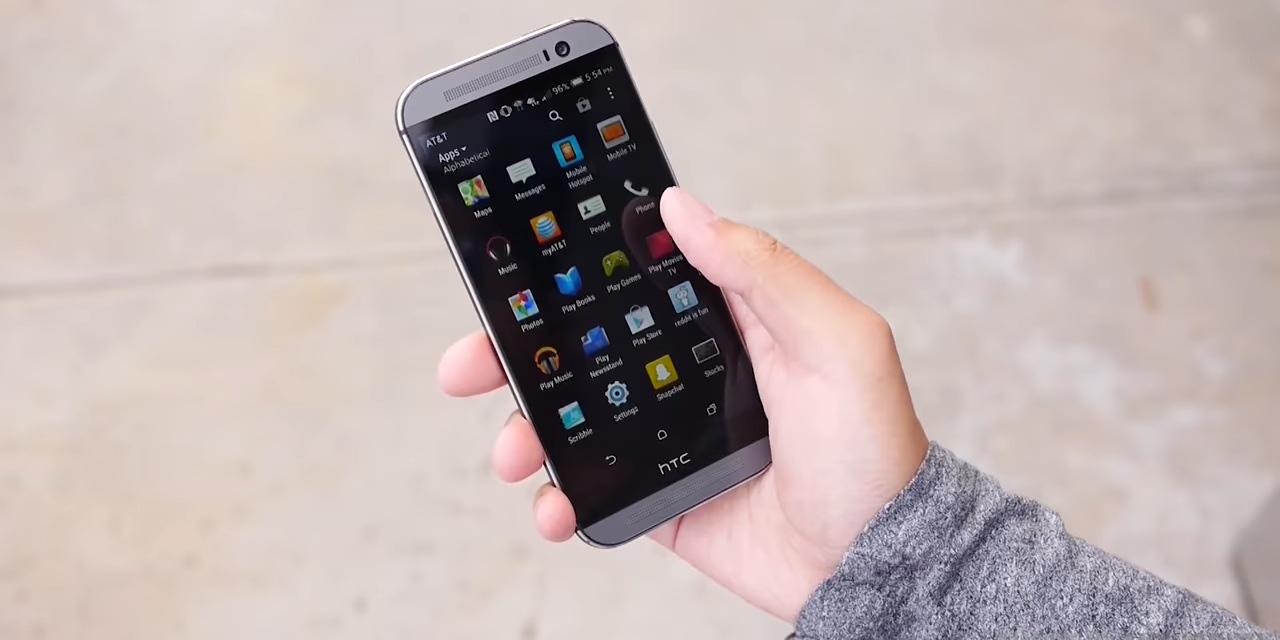 96% 5:54 PM
AT&T
Apps
Alphabetical
Maps
Messages
Mobile
Hotspot
Mobile TV
Music
myAT&T
People
Phone
Photos
Play Books
Play Games
Play Movies
TV
Play Music
Play
Newsstand
Play Store
reddit is fun
Scribble
Settings
Snapchat
Stocks
hTC